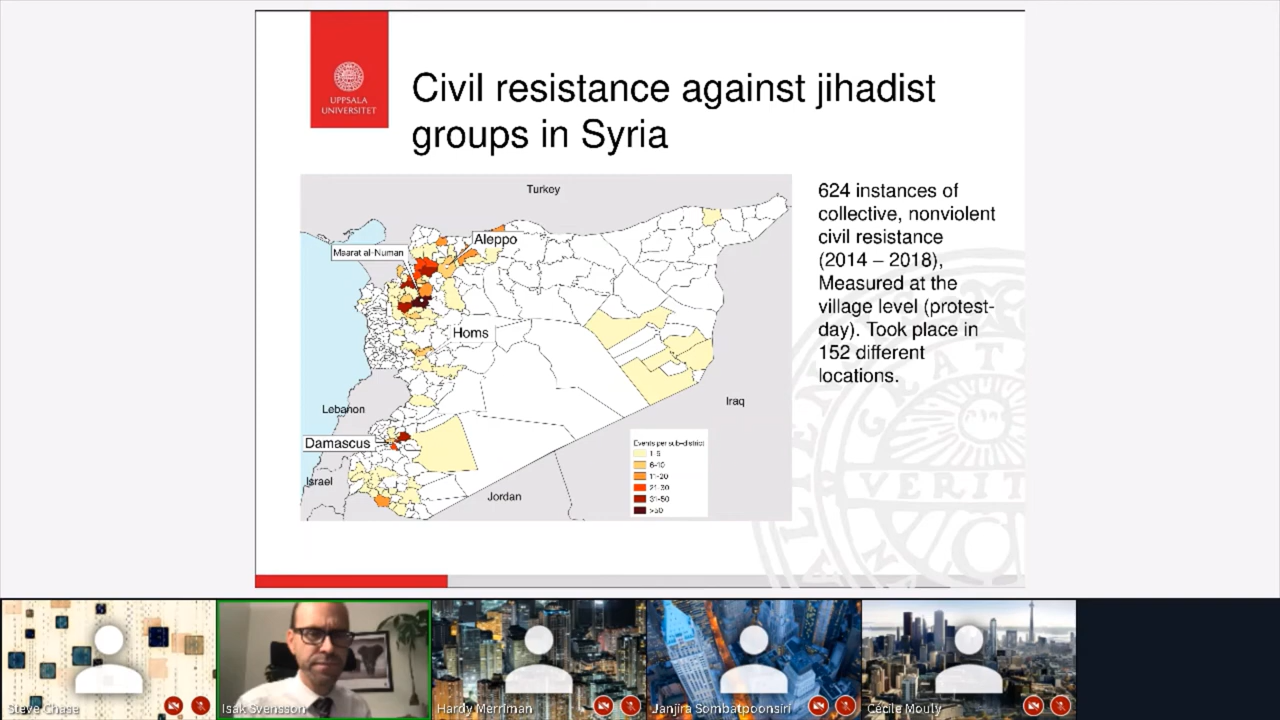 UPPSALA
UNIVERSITET
Civil resistance against jihadist
groups in Syria
Turkey
Aleppo
Maarat al-Numan
Homs
Lebanon
Iraq
Damascus
Israel
Jordan
Events per sub-district
1-5
6-10
11-20
21-30
31-50
>50
624 instances of
collective, nonviolent
civil resistance
(2014 – 2018),
Measured at the
village level (protest-
day). Took place in
152 different
locations.
VERIT
Steve Chase
Isak Svensson
Hardy Merriman
Janjira Sombatpoonsiri
Cécile Mouly